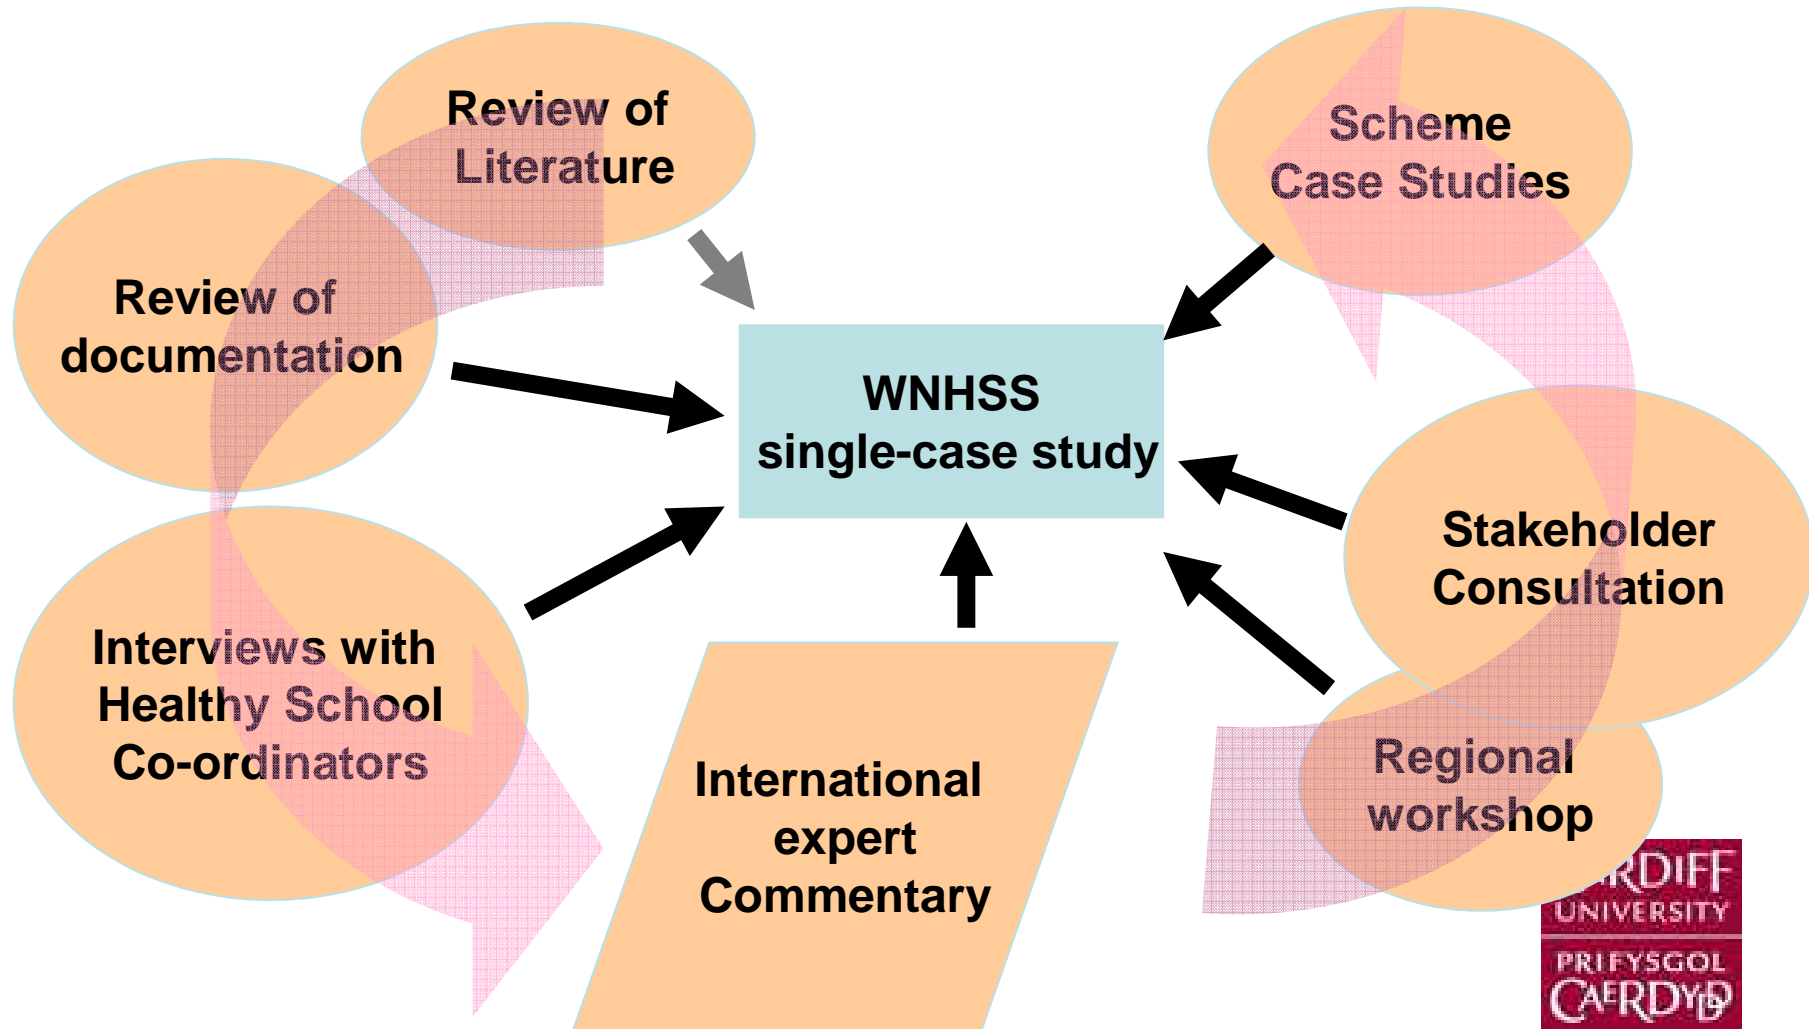 Review of
Literature
Review of
documentation
Interviews with
Healthy School
Co-ordinators
WNHSS
single-case study
International
expert
Commentary
Scheme
Case Studies
Stakeholder
Consultation
Regional
workshop
UNIVERSITY
PRIFYSGOL